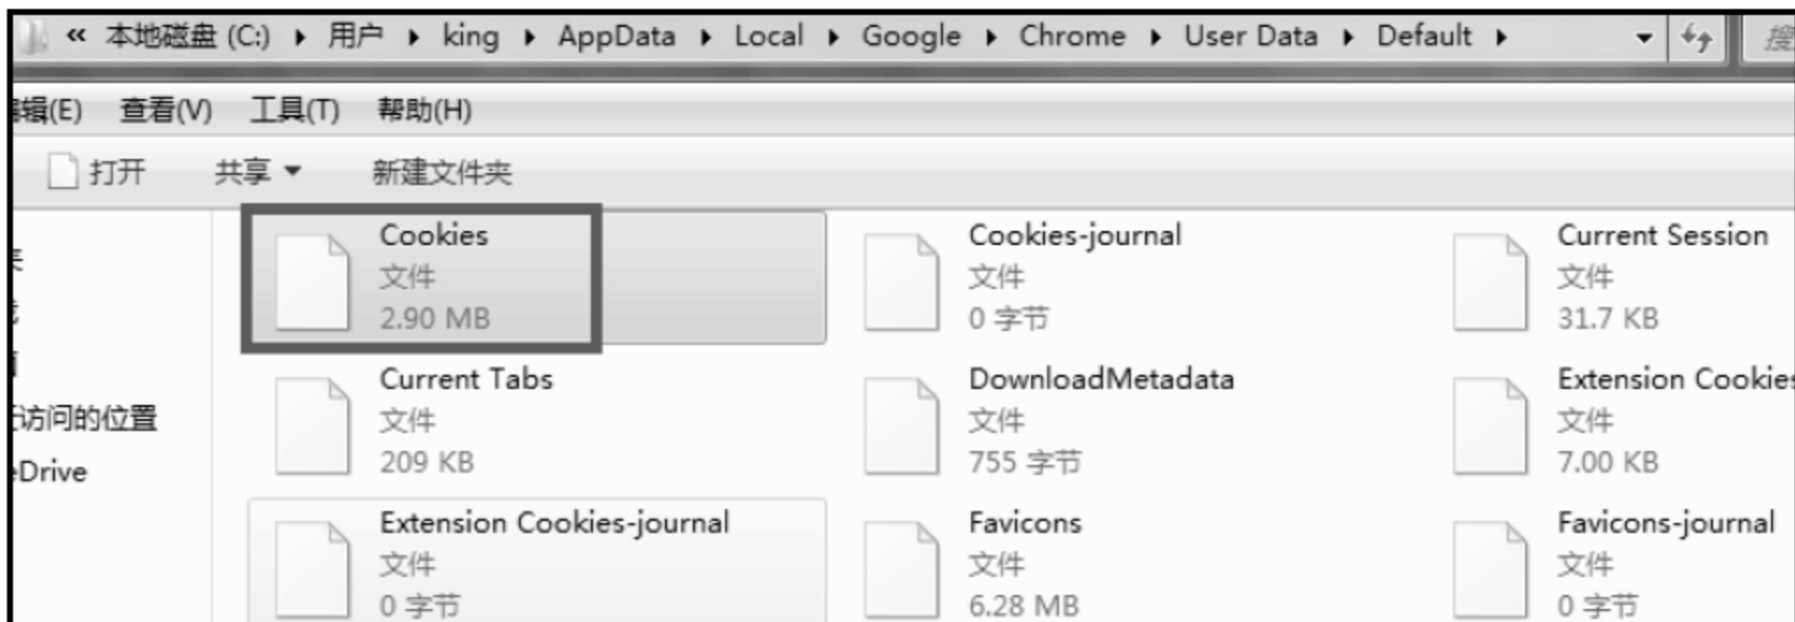 « 本地磁盘 (C:) ▸ 用户 ▸ king ▸ AppData ▸ Local ▸ Google ▸ Chrome ▸ User Data ▸ Default ▸ 搜
编辑(E) 查看(V) 工具(T) 帮助(H)
打开 共享 新建文件夹
Cookies
文件
2.90 MB
Cookies-journal
文件
0 字节
Current Session
文件
31.7 KB
访问的位置
eDrive
Current Tabs
文件
209 KB
DownloadMetadata
文件
755 字节
Extension Cookies
文件
7.00 KB
Extension Cookies-journal
文件
0 字节
Favicons
文件
6.28 MB
Favicons-journal
文件
0 字节